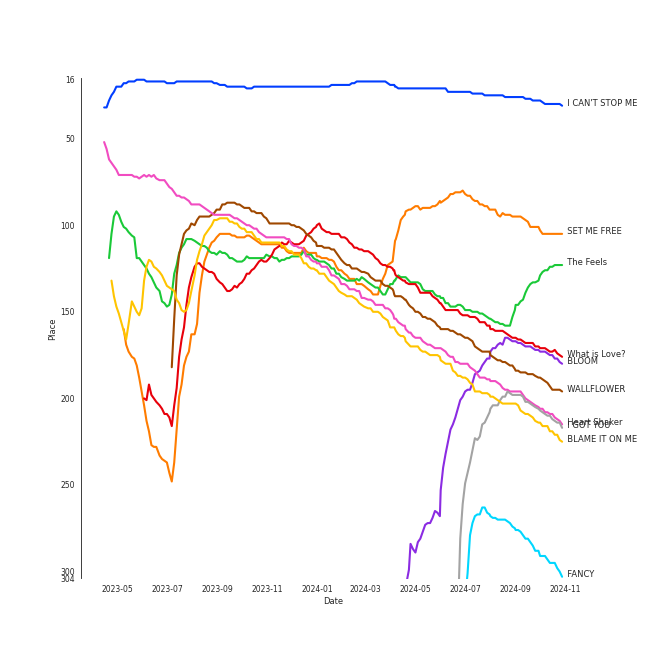 16
50
100
150
200
250
300
304
Place
2023-05
2023-07
2023-09
2023-11
2024-01
2024-03
2024-05
2024-07
2024-09
2024-11
Date
I CAN'T STOP ME
SET ME FREE
The Feels
What is Love?
BLOOM
WALLFLOWER
Heart Shaker
I GOT YOU
BLAME IT ON ME
FANCY